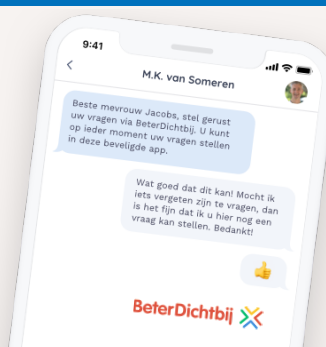 9:41
M.K. van Someren
Beste mevrouw Jacobs, stel gerust
uw vragen via BeterDichtbij. U kunt
op ieder moment uw vragen stellen
in deze beveligde app.
Wat goed dat dit kan! Mocht ik
iets vergeten zijn te vragen, dan
is het fijn dat ik u hier nog een
vraag kan stellen. Bedankt!
BeterDichtbij